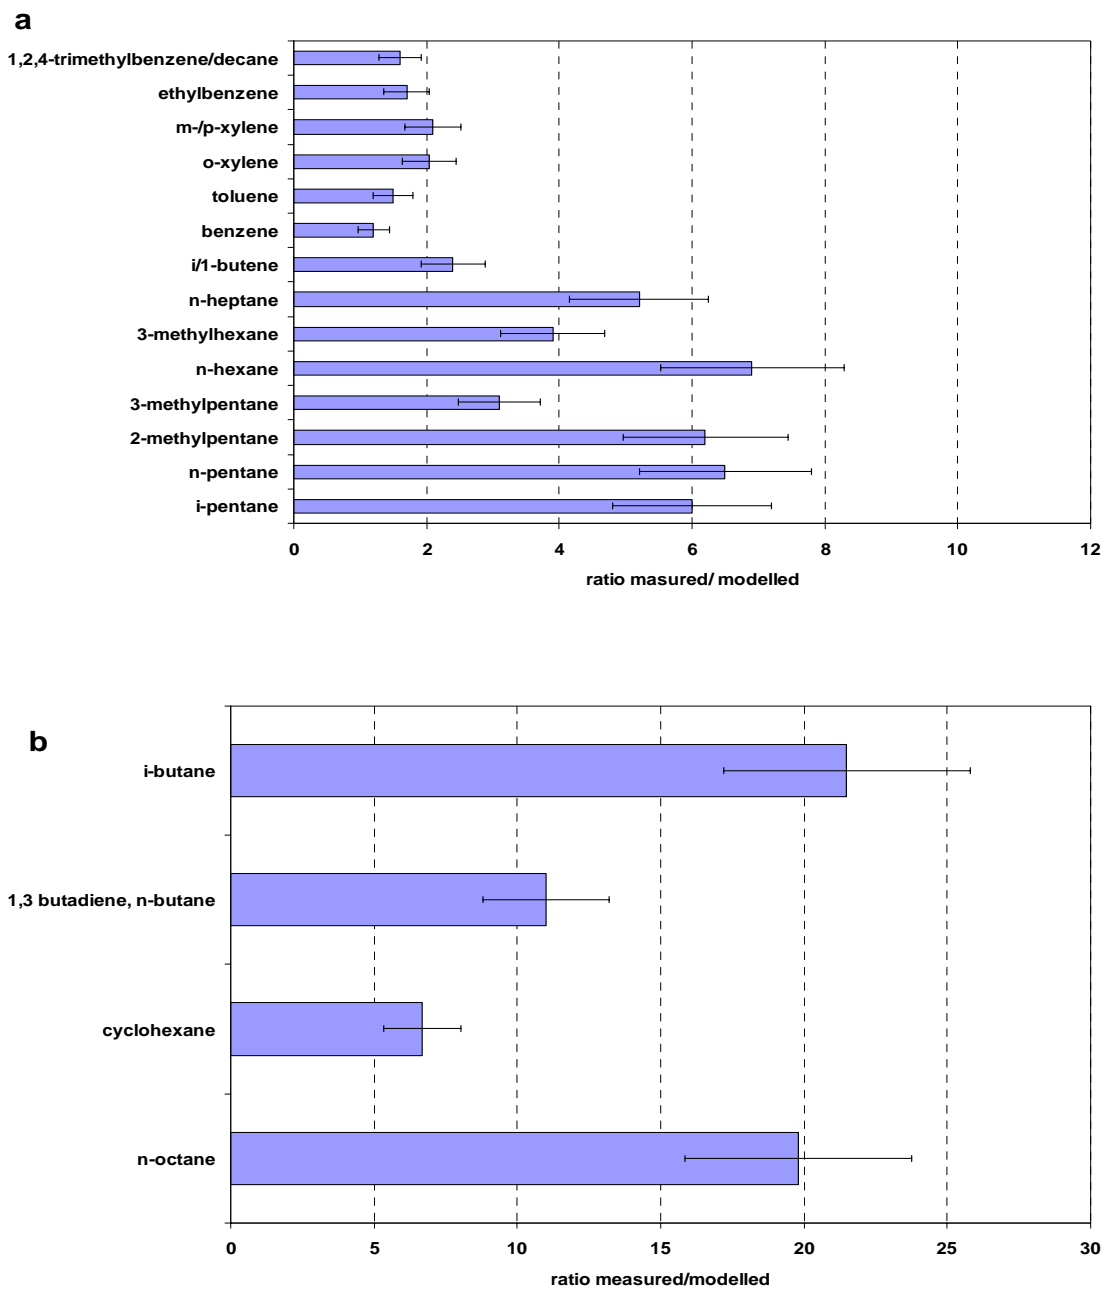 a
1,2,4-trimethylbenzene/decane
ethylbenzene
m-/p-xylene
o-xylene
toluene
benzene
i/1-butene
n-heptane
3-methylhexane
n-hexane
3-methylpentane
2-methylpentane
n-pentane
i-pentane
0 2 4 6 8 10 12
ratio masured/ modelled
b
i-butane
1,3 butadiene, n-butane
cyclohexane
n-octane
0 5 10 15 20 25 30
ratio measured/modelled